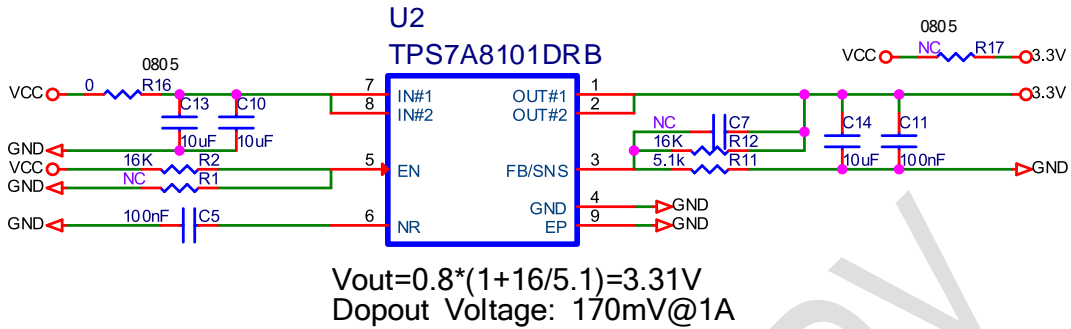 U2
TPS7A8101DRB
0805
0805
VCC NC R17 3.3V
VCC 0 R16 7 IN#1 OUT#1 1 3.3V
8 IN#2 OUT#2 2
C13 C10 10uF 10uF
NC C7 C14 C11
GND 16K R12
VCC 16K R2 5 EN FB/SNS 3 5.1k R11 10uF 100nF GND
GND NC R1
GND 4 GND
GND 100nF C5 6 NR EP 9 GND
Vout=0.8*(1+16/5.1)=3.31V
Dopout Voltage: 170mV@1A